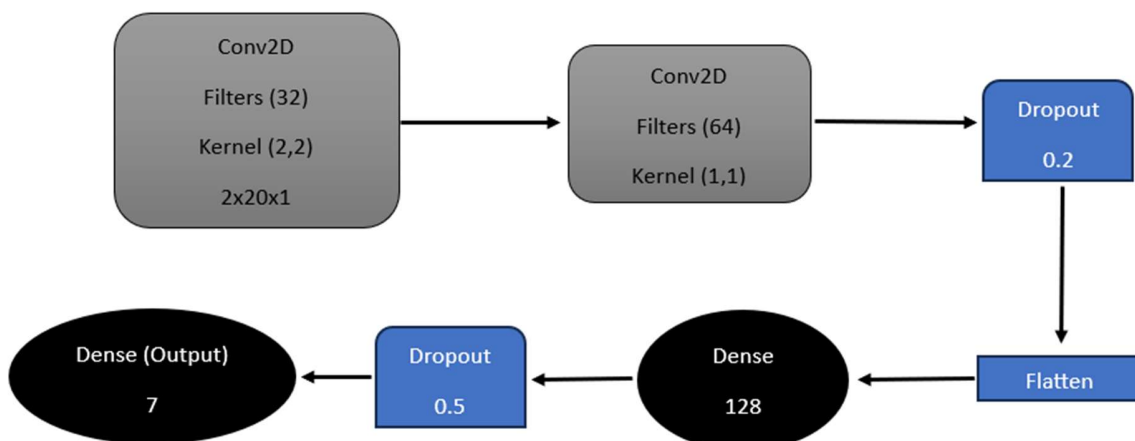 Conv2D
Filters (32)
Kernel (2,2)
2x20x1
Conv2D
Filters (64)
Kernel (1,1)
Dropout
0.2
Flatten
Dense
128
Dropout
0.5
Dense (Output)
7